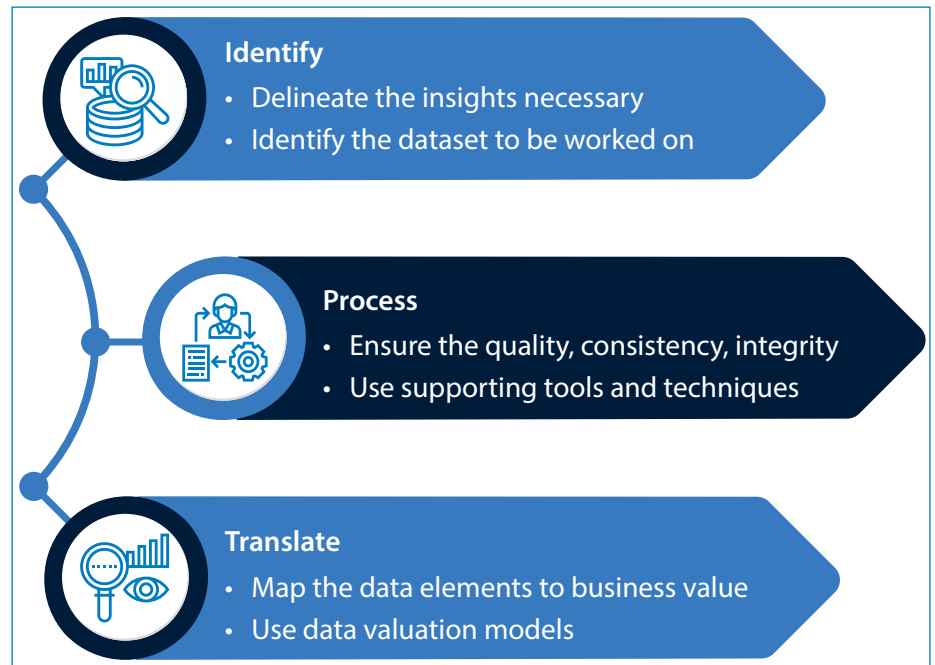 Identify
• Delineate the insights necessary
• Identify the dataset to be worked on
Process
• Ensure the quality, consistency, integrity
• Use supporting tools and techniques
Translate
• Map the data elements to business value
• Use data valuation models